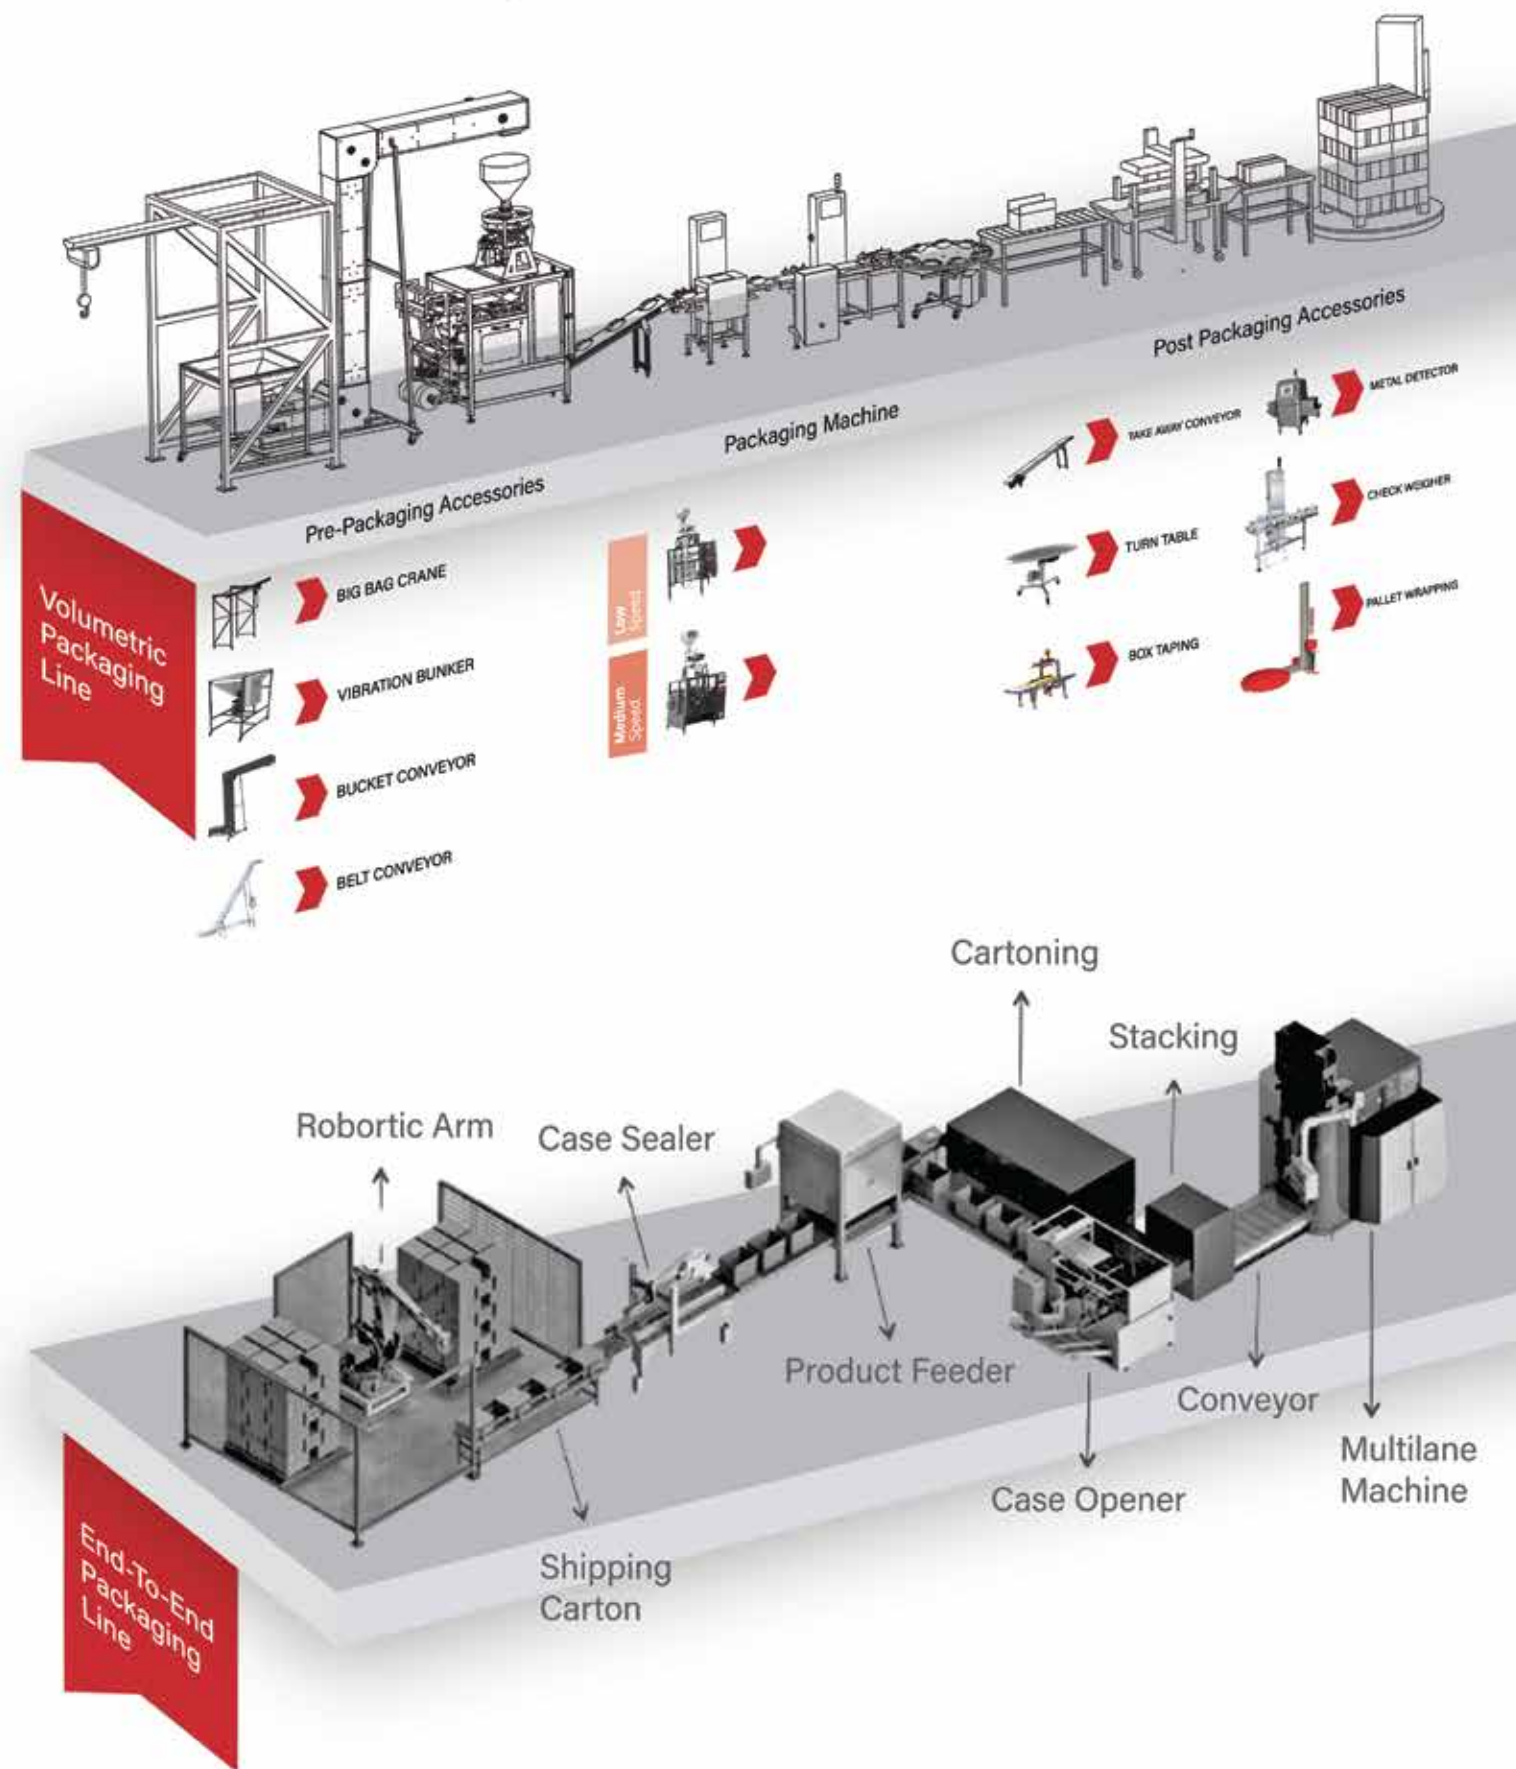 Post Packaging Accessories
Packaging Machine
Pre-Packaging Accessories
Volumetric
Packaging
Line
BIG BAG CRANE
VIBRATION BUNKER
BUCKET CONVEYOR
BELT CONVEYOR
Low
Speed
Medium
Speed
TAKE AWAY CONVEYOR
TURN TABLE
BOX TAPING
METAL DETECTOR
CHECK WEIGHER
PALLET WRAPPING
Cartoning
Stacking
Robortic Arm
Case Sealer
Product Feeder
Conveyor
Multilane
Machine
Case Opener
Shipping
Carton
End-To-End
Packaging
Line